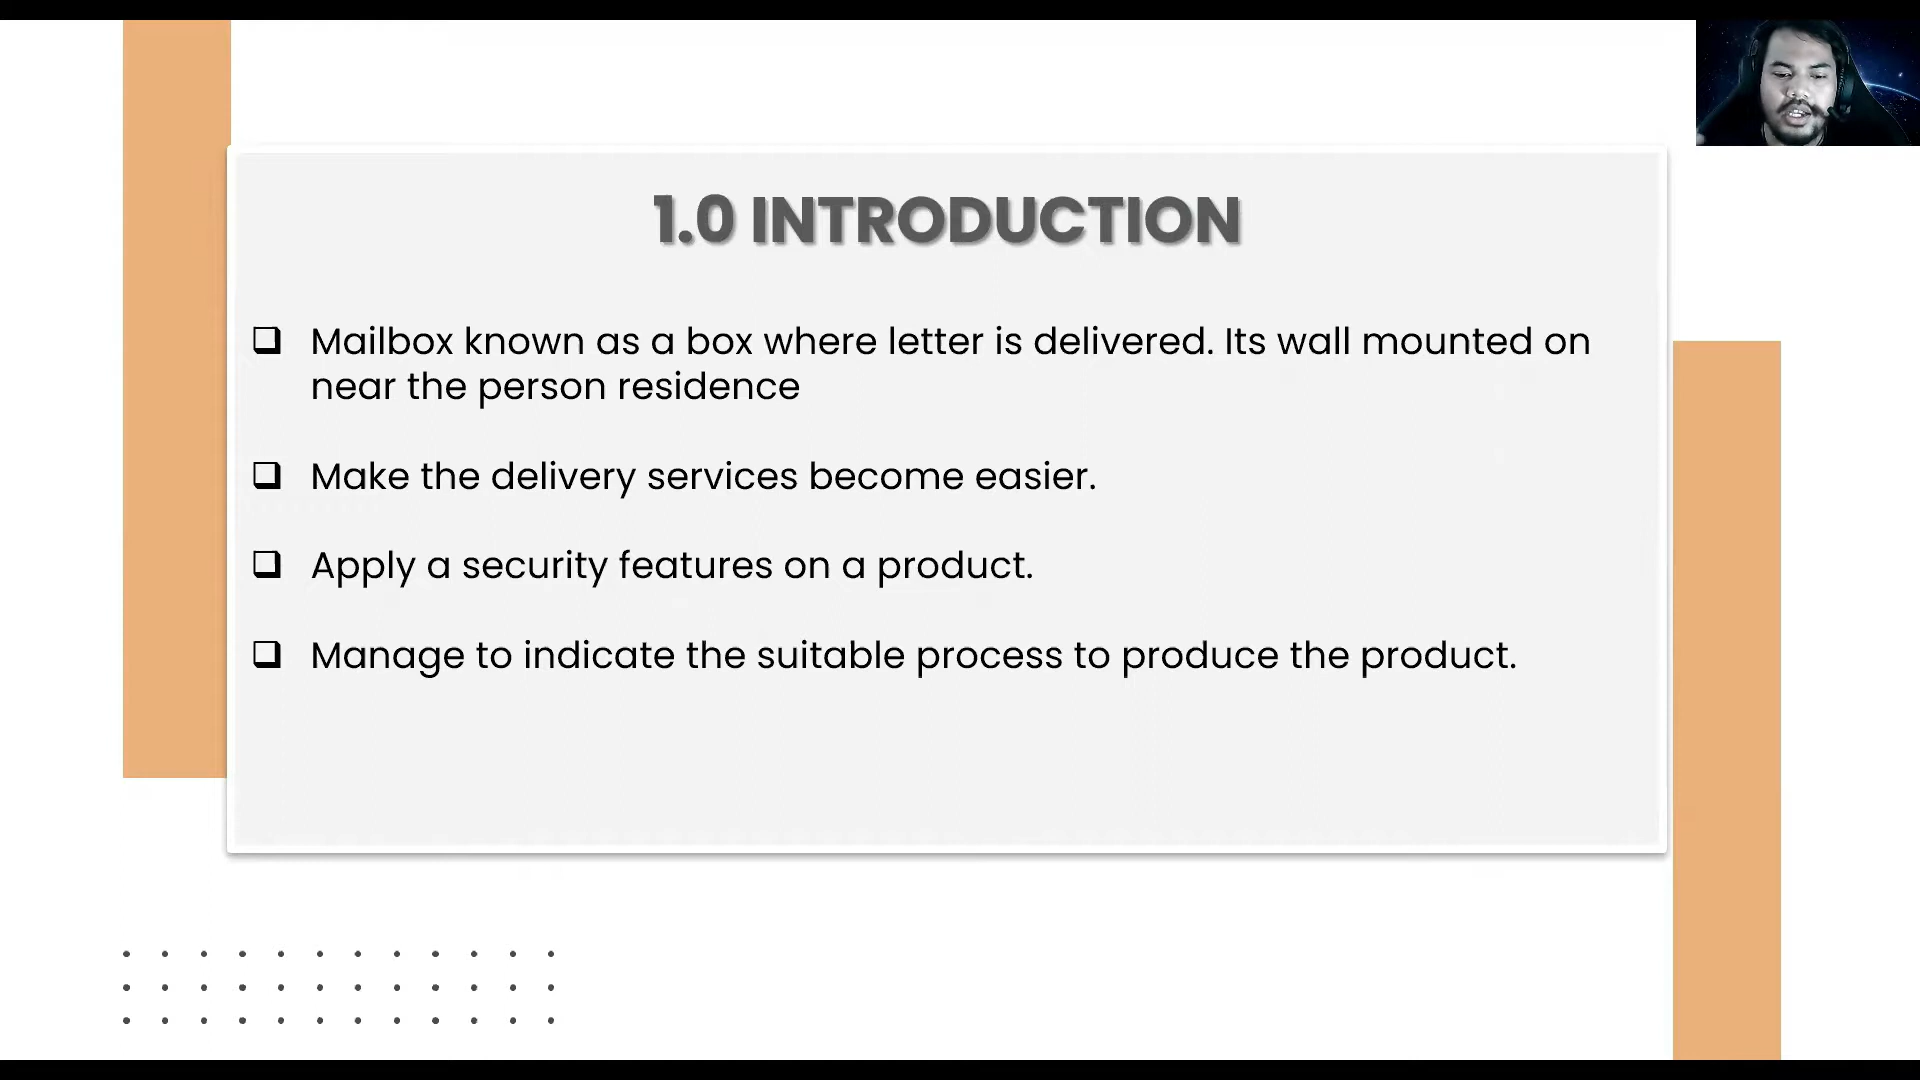 1.0 INTRODUCTION
Mailbox known as a box where letter is delivered. Its wall mounted on
near the person residence
Make the delivery services become easier.
Apply a security features on a product.
Manage to indicate the suitable process to produce the product.